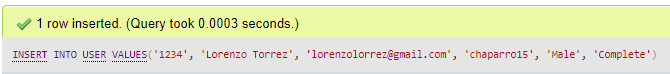 1 row inserted. (Query took 0.0003 seconds.)
INSERT INTO USER VALUES('1234', 'Lorenzo Torrez', 'lorenzolorrez@gmail.com', 'chaparro15', 'Male', 'Complete')